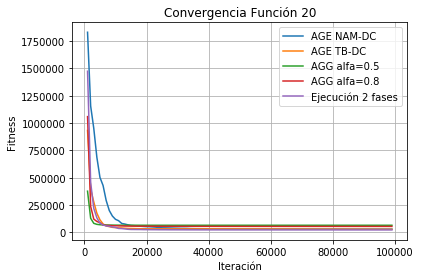 Convergencia Función 20
Fitness
1750000
1500000
1250000
1000000
750000
500000
250000
0
0
20000
40000
60000
80000
100000
Iteración
AGE NAM-DC
AGE TB-DC
AGG alfa=0.5
AGG alfa=0.8
Ejecución 2 fases